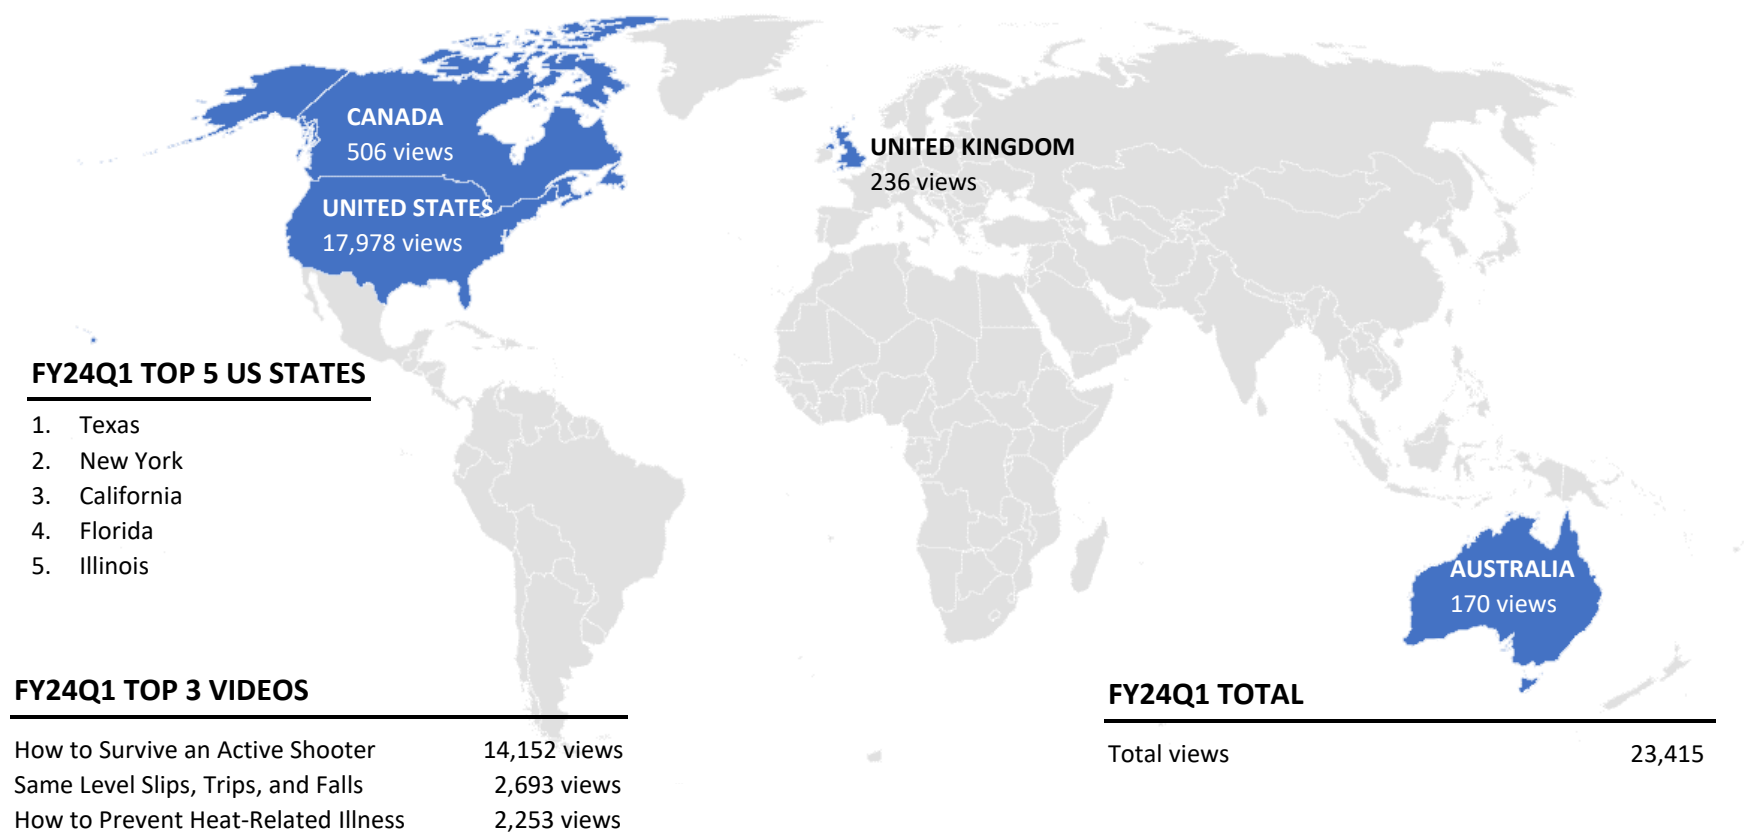 CANADA
506 views
UNITED KINGDOM
236 views
UNITED STATES
17,978 views
FY24Q1 TOP 5 US STATES
1. Texas
2. New York
3. California
4. Florida
5. Illinois
AUSTRALIA
170 views
FY24Q1 TOP 3 VIDEOS
How to Survive an Active Shooter 14,152 views
Same Level Slips, Trips, and Falls 2,693 views
How to Prevent Heat-Related Illness 2,253 views
FY24Q1 TOTAL
Total views 23,415